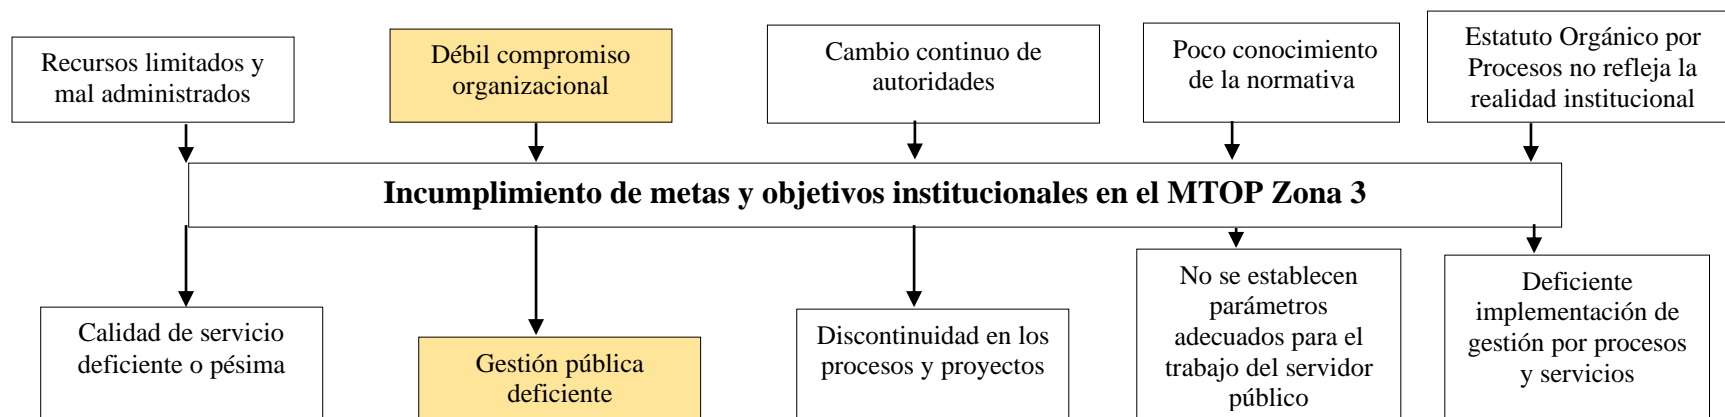 Recursos limitados y
mal administrados
Débil compromiso
organizacional
Cambio continuo de
autoridades
Poco conocimiento
de la normativa
Estatuto Orgánico por
Procesos no refleja la
realidad institucional
Incumplimiento de metas y objetivos institucionales en el MTOP Zona 3
Calidad de servicio
deficiente o pésima
Gestión pública
deficiente
Discontinuidad en los
procesos y proyectos
No se establecen
parámetros
adecuados para el
trabajo del servidor
público
Deficiente
implementación de
gestión por procesos
y servicios